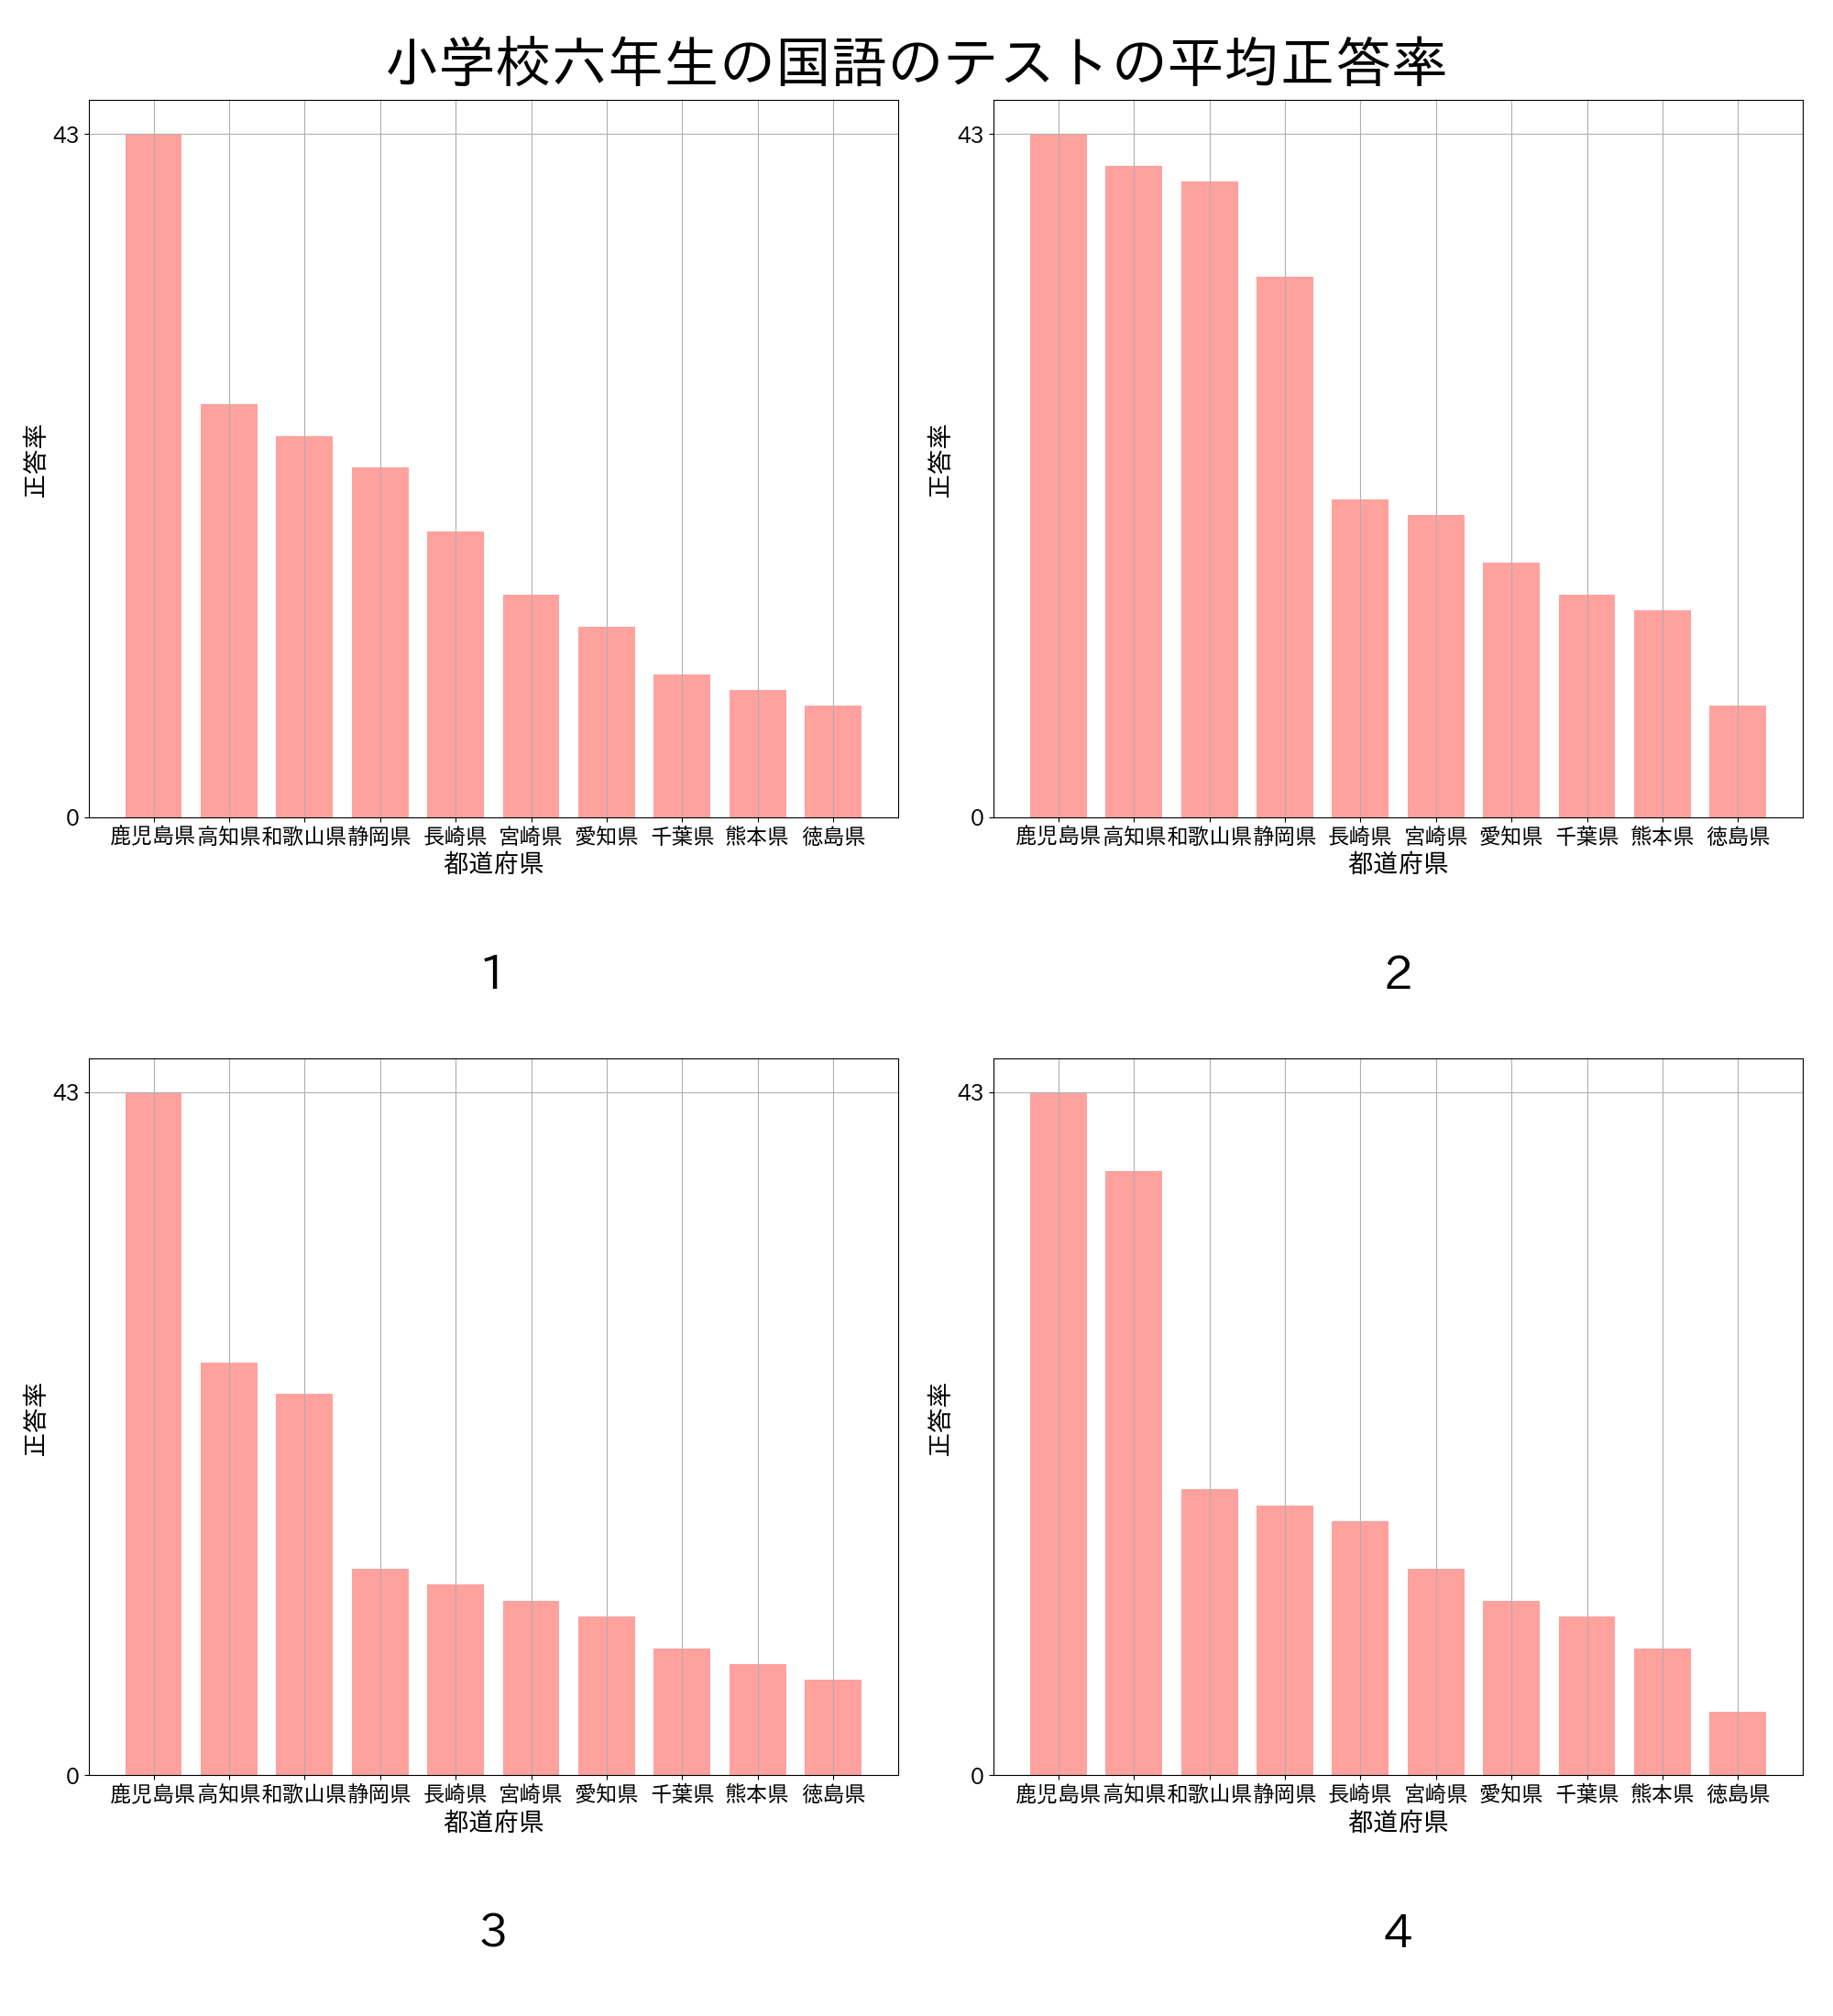 小学校六年生の国語のテストの平均正答率
43
0
正答率
鹿児島県 高知県 和歌山県 静岡県 長崎県 宮崎県 愛知県 千葉県 熊本県 徳島県
都道府県
1
43
0
正答率
鹿児島県 高知県 和歌山県 静岡県 長崎県 宮崎県 愛知県 千葉県 熊本県 徳島県
都道府県
2
43
0
正答率
鹿児島県 高知県 和歌山県 静岡県 長崎県 宮崎県 愛知県 千葉県 熊本県 徳島県
都道府県
3
43
0
正答率
鹿児島県 高知県 和歌山県 静岡県 長崎県 宮崎県 愛知県 千葉県 熊本県 徳島県
都道府県
4